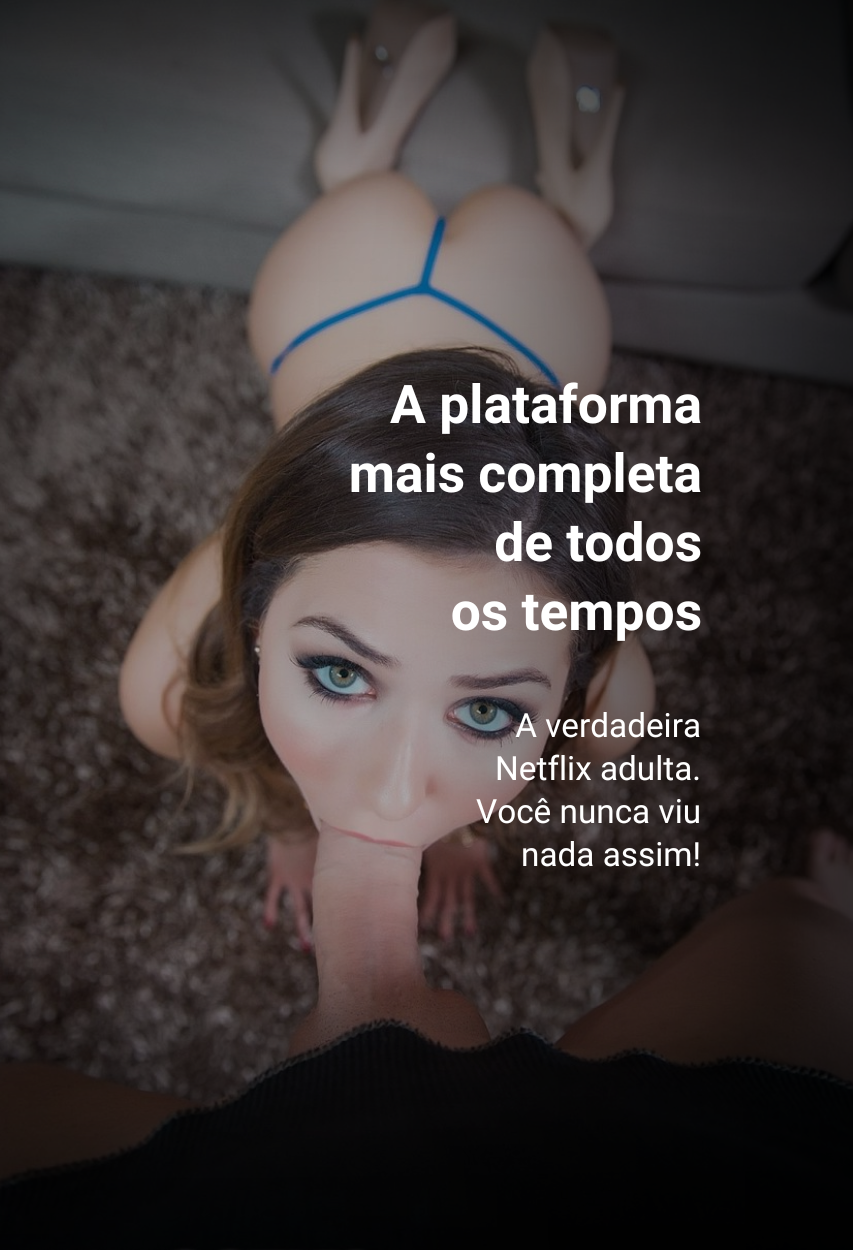 A plataforma
mais completa
de todos
os tempos
A verdadeira
Netflix adulta.
Você nunca viu
nada assim!